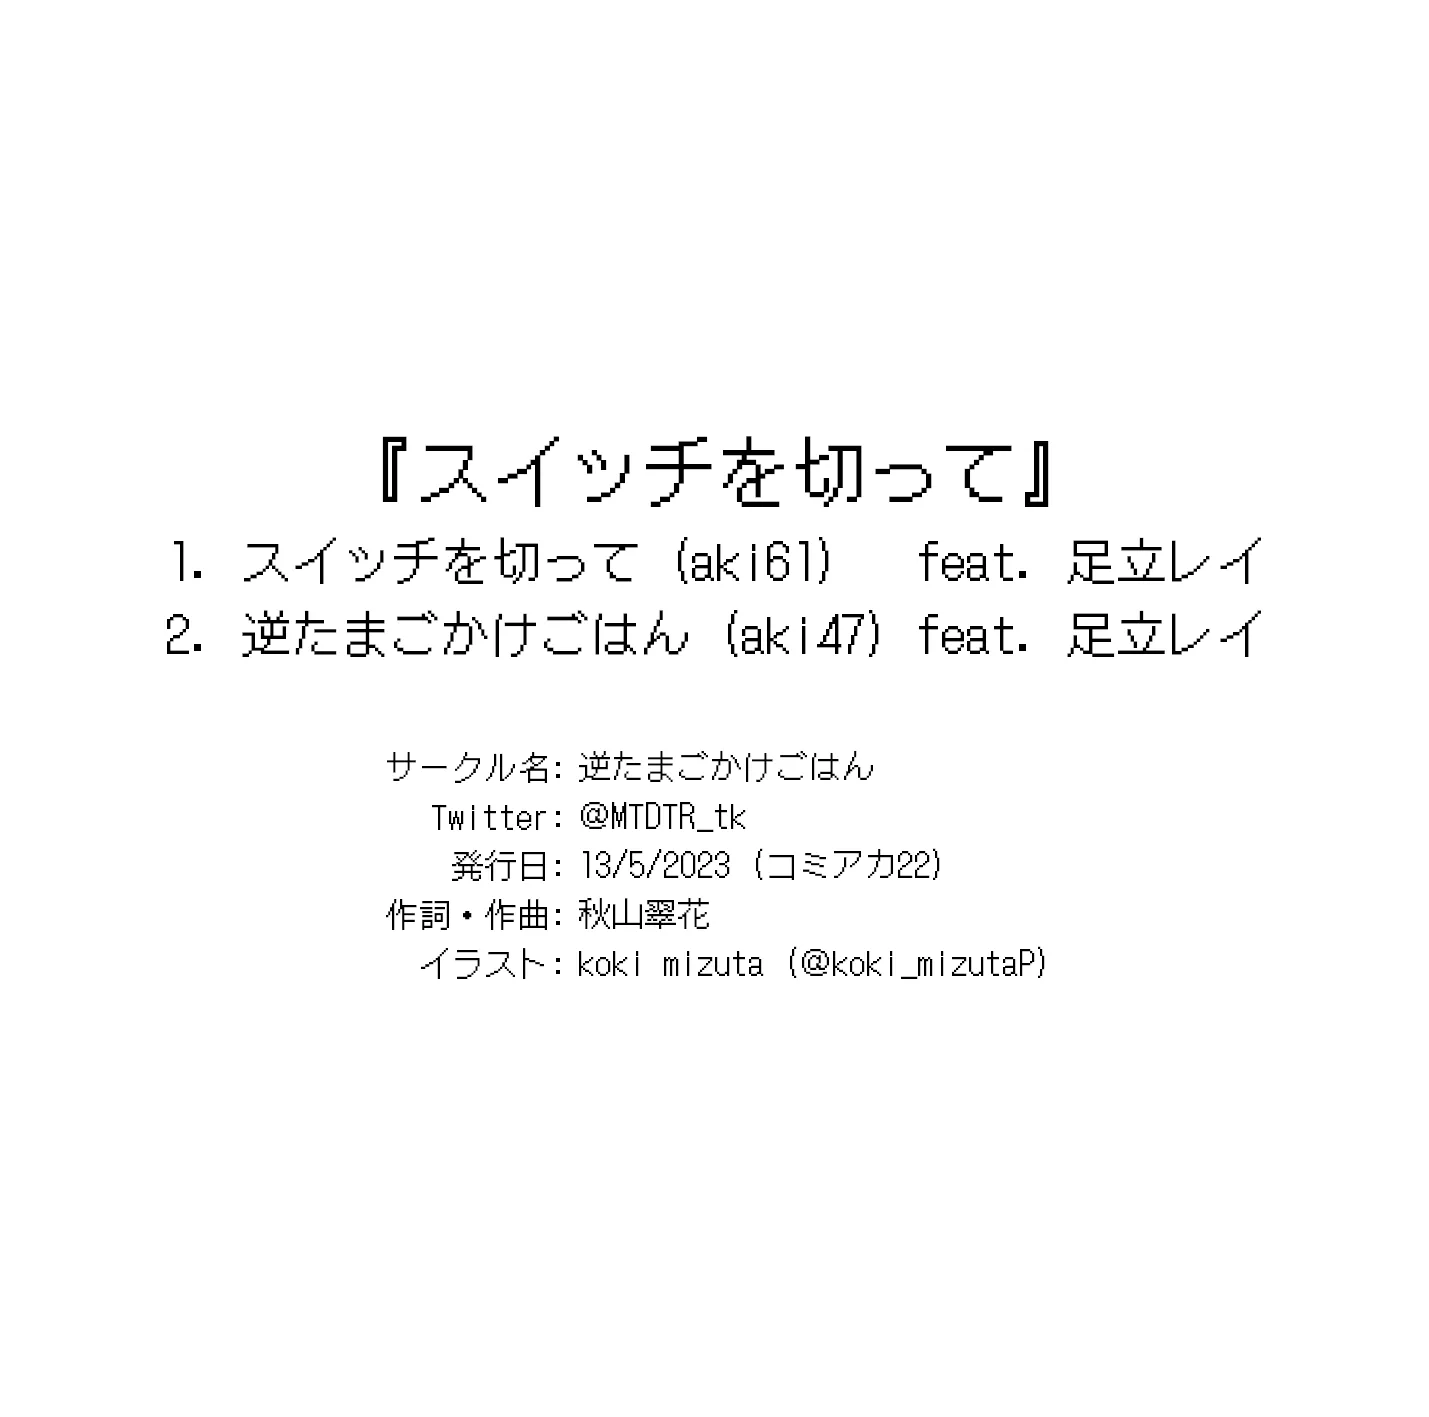 『スイッチを切って』
1. スイッチを切って (aki61) feat. 足立レイ
2. 逆たまごかけごはん (aki47) feat. 足立レイ
サークル名: 逆たまごかけごはん
Twitter: @MTDTR_tk
発行日: 13/5/2023 (コミアカ22)
作詞・作曲: 秋山翠花
イラスト: koki mizuta (@koki_mizutaP)